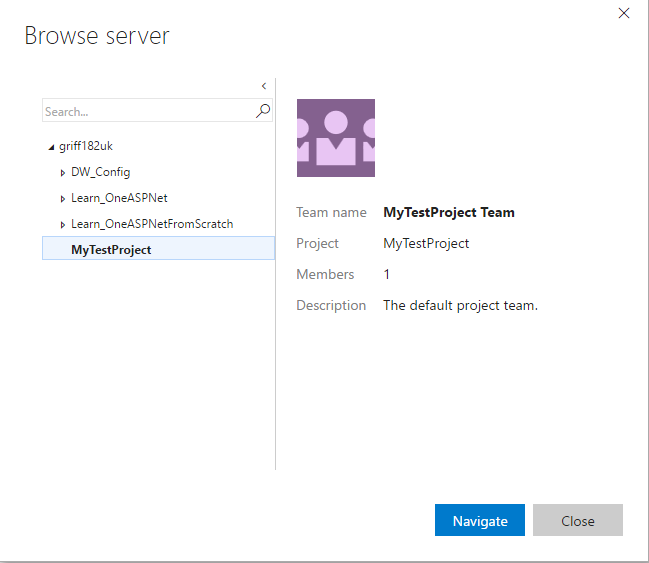 Browse server
Search...
griff182uk
DW_Config
Learn_OneASPNet
Learn_OneASPNetFromScratch
MyTestProject
Team name MyTestProject Team
Project MyTestProject
Members 1
Description The default project team.
Navigate Close